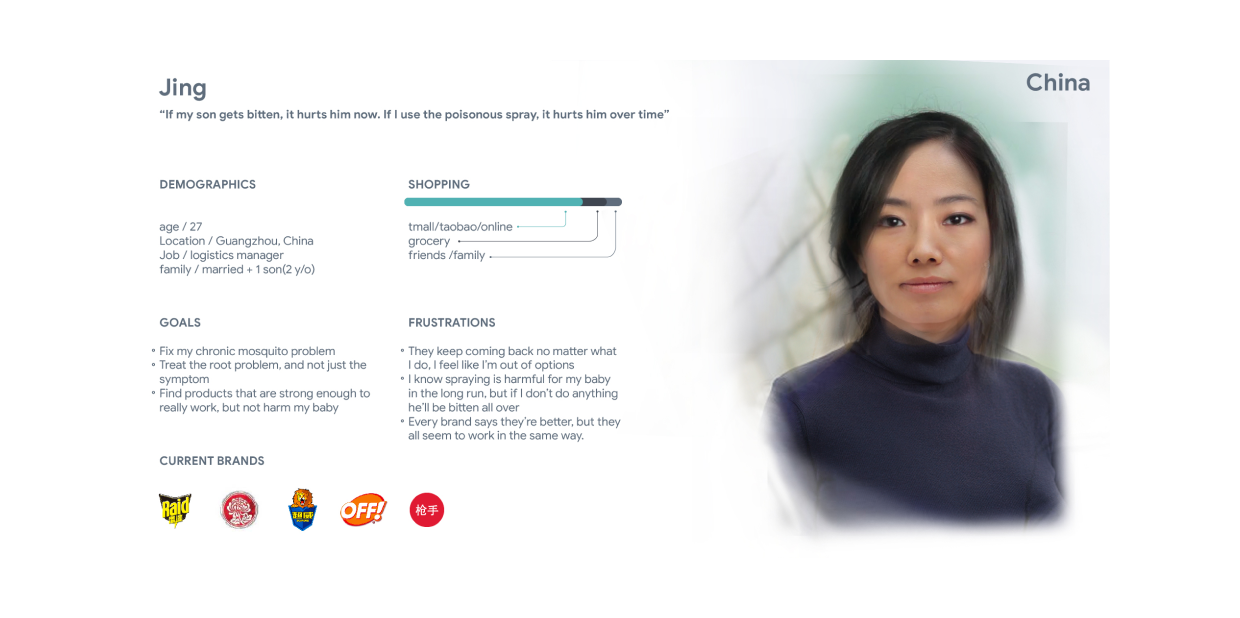 Jing
China
“If my son gets bitten, it hurts him now. If I use the poisonous spray, it hurts him over time”
DEMOGRAPHICS
age / 27
Location / Guangzhou, China
Job / logistics manager
family / married + 1 son(2 y/o)
SHOPPING
tmall/taobao/online
grocery
friends /family
GOALS
Fix my chronic mosquito problem
Treat the root problem, and not just the
symptom
Find products that are strong enough to
really work, but not harm my baby
FRUSTRATIONS
They keep coming back no matter what
I do, I feel like I’m out of options
I know spraying is harmful for my baby
in the long run, but if I don’t do anything
he’ll be bitten all over
Every brand says they’re better, but they
all seem to work in the same way.
CURRENT BRANDS
Raid
超威
OFF!
枪手